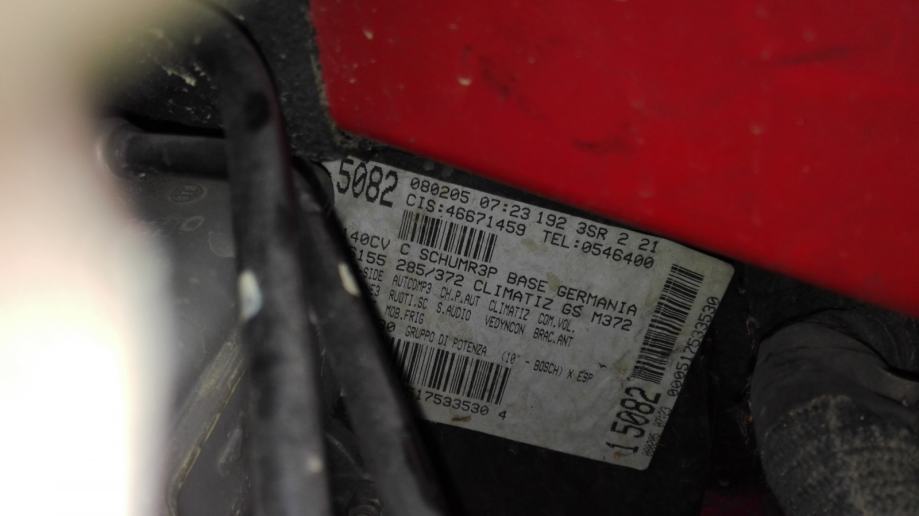 5082 080205 07:23 192 3SR 2 21
CIS:46671459 TEL:0546400
140CV C SCHUMR3P BASE GERMANIA
155 285/372 CLIMATIZ GS M372
SIDE AUTCOMP3 CH.P.AUT CLIMATIZ COM.VOL.
RUOTI.SC S.AUDIO VEDYNCON BRAC.ANT
MOB.FRIG
GRUPPO DI POTENZA (10" - BOSCH) X ESP
17533530 4
15082
000517533530